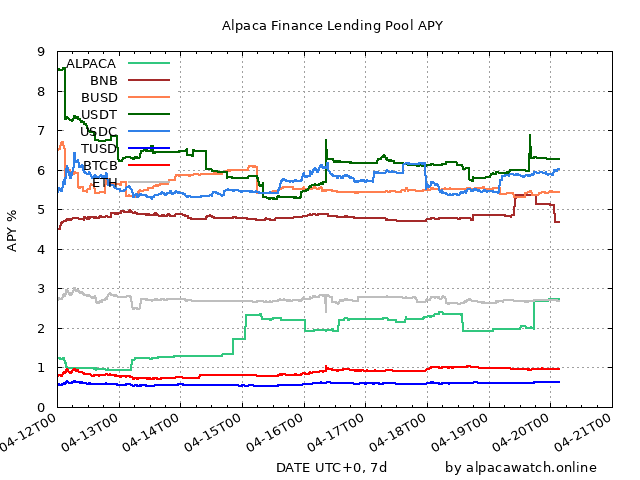 Alpaca Finance Lending Pool APY
9
8
7
6
5
4
3
2
1
0
APY %
ALPACA
BNB
BUSD
USDT
USDC
TUSD
BTCB
ETH
04-12T00
04-13T00
04-14T00
04-15T00
04-16T00
04-17T00
04-18T00
04-19T00
04-20T00
04-21T00
DATE UTC+0, 7d
by alpacawatch.online